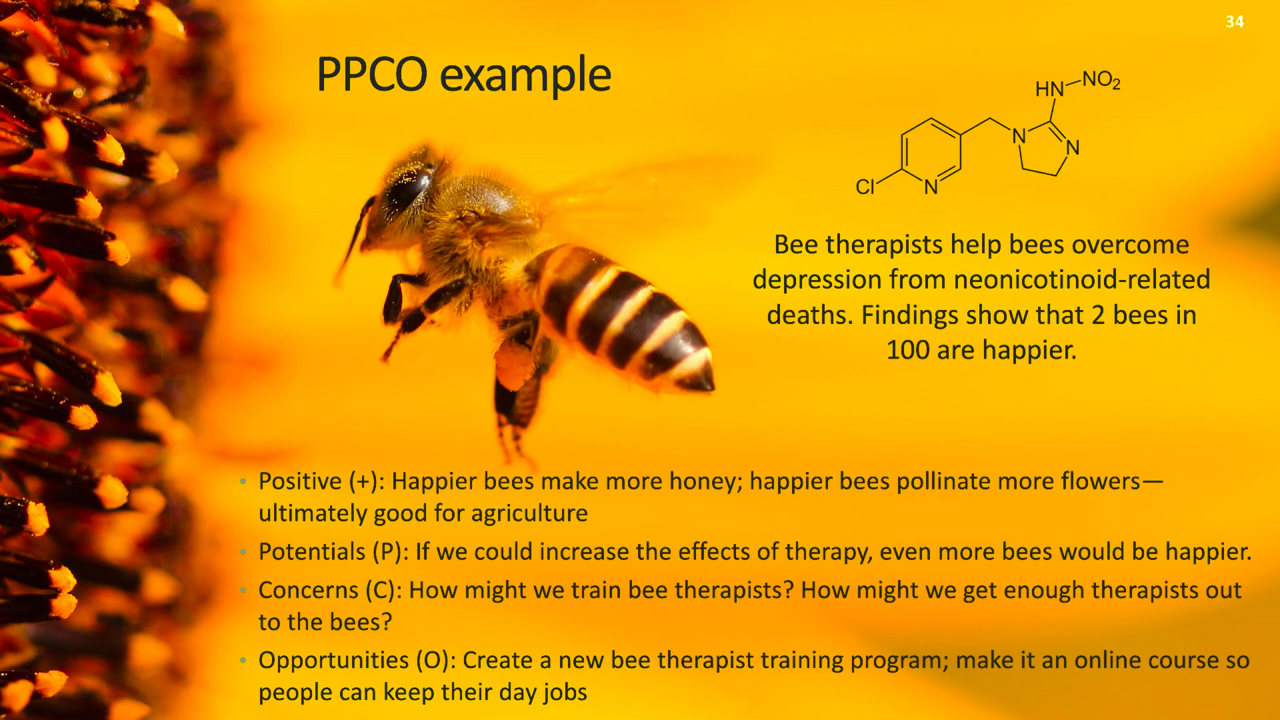 34
PPCO example
HN
NO2
N
N
Cl
N
Bee therapists help bees overcome
depression from neonicotinoid-related
deaths. Findings show that 2 bees in
100 are happier.
• Positive (+): Happier bees make more honey; happier bees pollinate more flowers—
ultimately good for agriculture
• Potentials (P): If we could increase the effects of therapy, even more bees would be happier.
• Concerns (C): How might we train bee therapists? How might we get enough therapists out
to the bees?
• Opportunities (O): Create a new bee therapist training program; make it an online course so
people can keep their day jobs